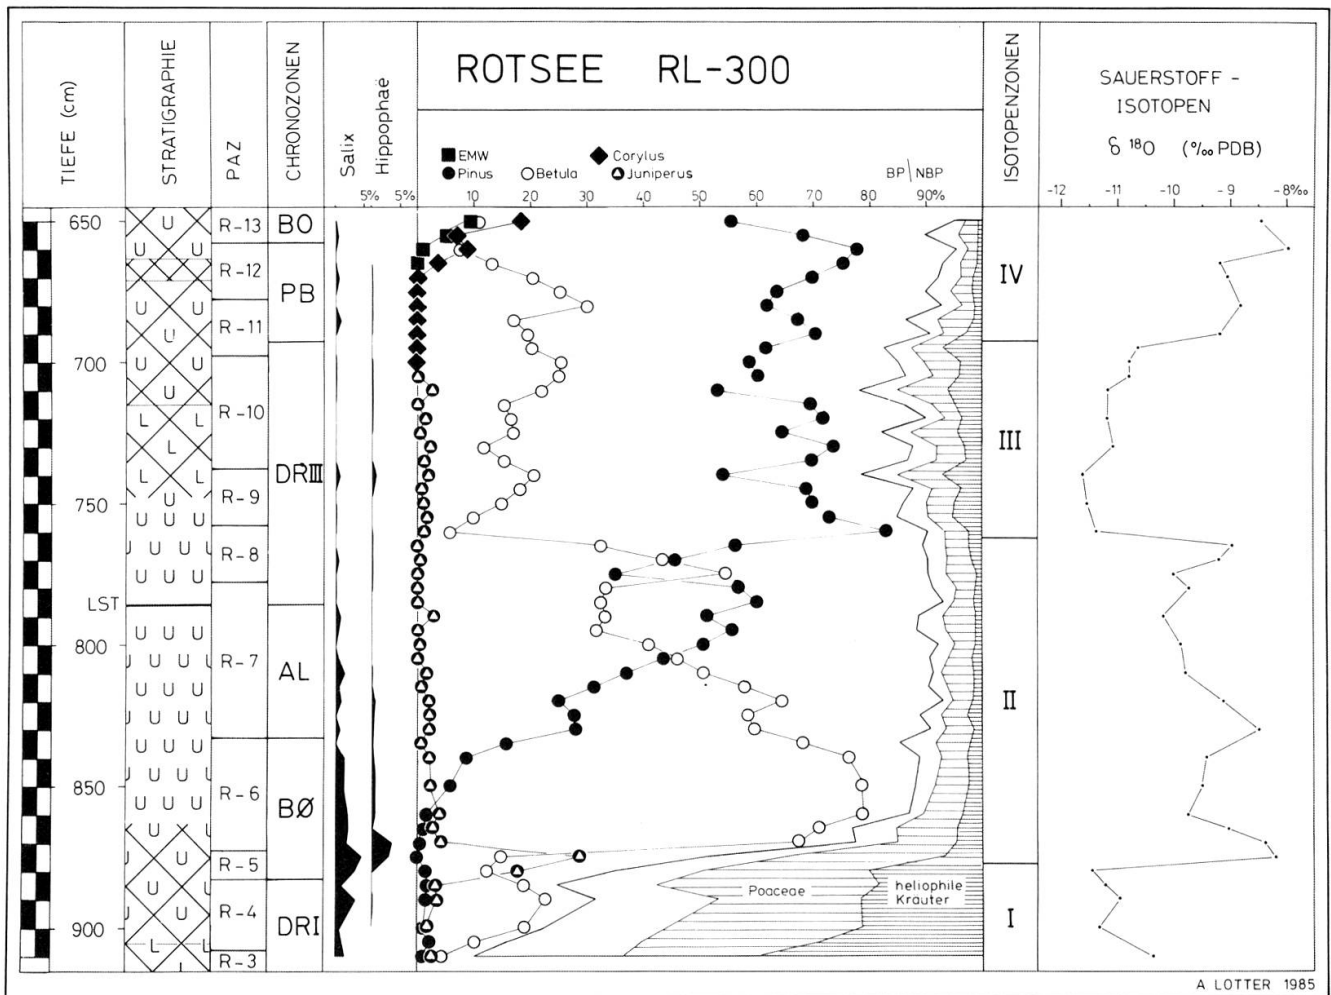 ROTSEE RL-300
TIEFE (cm)
STRATIGRAPHIE
PAZ
CHRONOZONEN
Salix
Hippophaë
ISOTOPENZONEN
SAUERSTOFF -
ISOTOPEN
δ ¹⁸O (‰ PDB)
EMW
Corylus
Pinus
Betula
Juniperus
BP \ NBP
5% 5% 10 20 30 40 50 60 70 80 90%
-12 -11 -10 -9 -8‰
650
700
750
LST
800
850
900
R-13
R-12
R-11
R-10
R-9
R-8
R-7
R-6
R-5
R-4
R-3
BO
PB
DRIII
AL
BØ
DRI
IV
III
II
I
Poaceae
heliophile
Kräuter
U U U U U U U U U
L L L L L
U U U U U U U U U
U U U U U U U U U
L L L
A LOTTER 1985